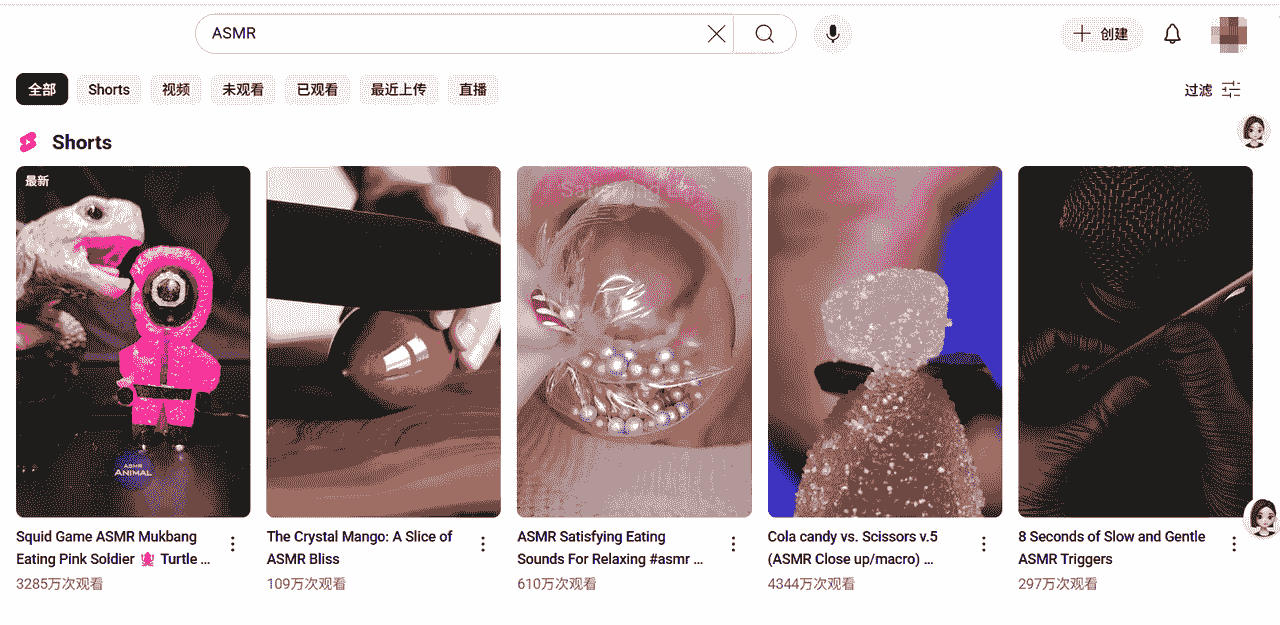 ASMR
创建
全部
Shorts
视频
未观看
已观看
最近上传
直播
过滤
Shorts
最新
ASMR
ANIMAL
Squid Game ASMR Mukbang
Eating Pink Soldier 🐙 Turtle ...
3285万次观看
The Crystal Mango: A Slice of
ASMR Bliss
109万次观看
ASMR Satisfying Eating
Sounds For Relaxing #asmr ...
610万次观看
Cola candy vs. Scissors v.5
(ASMR Close up/macro) ...
4344万次观看
8 Seconds of Slow and Gentle
ASMR Triggers
297万次观看